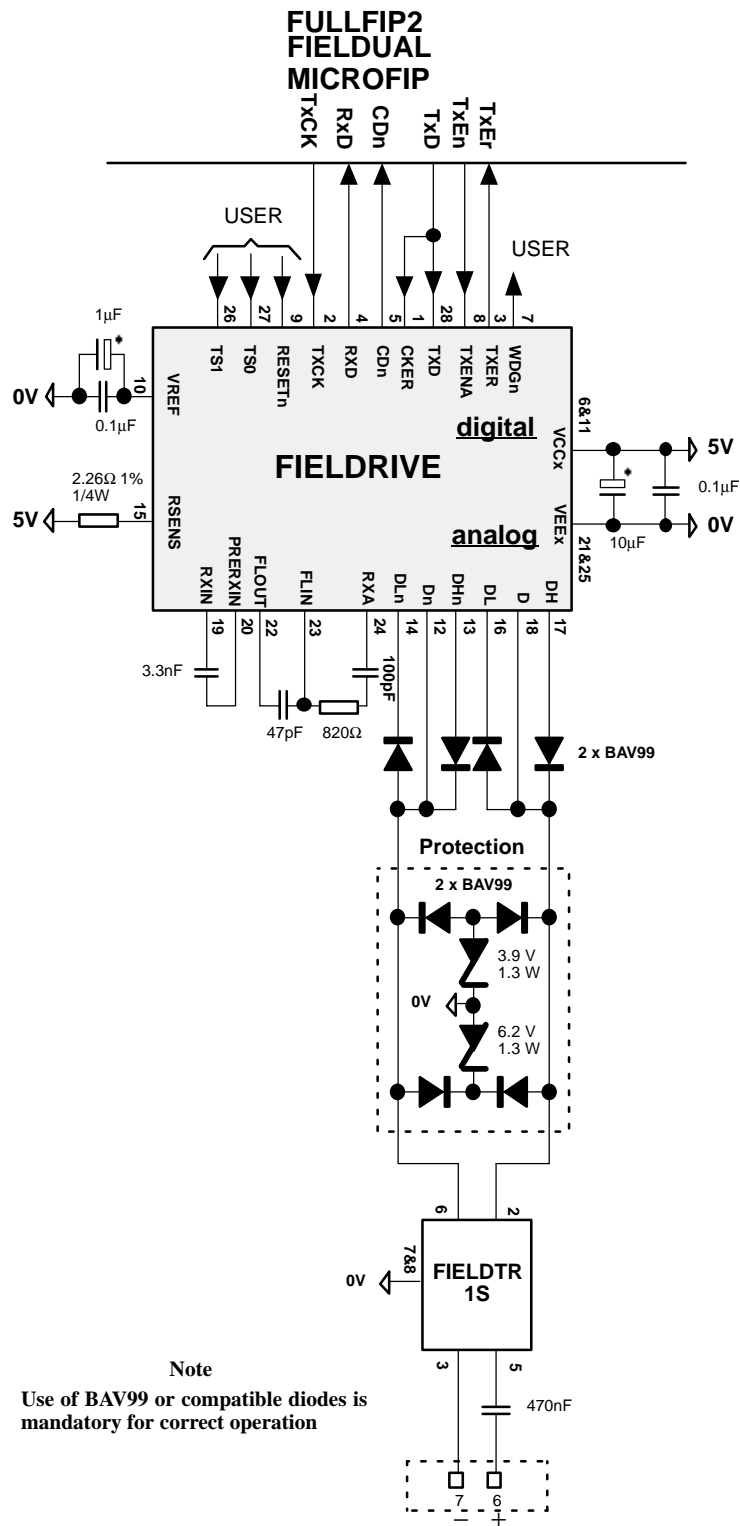 FULLFIP2
FIELDUAL
MICROFIP
TxCK RxD CDn TxD TxEn TxEr
USER
USER
26 27 9 2 4 5 1 28 8 3 7
TS1 TS0 RESETn TXCK RXD CDn CKER TXD TXENA TXER WDGn
1µF *
0V
10
VREF
0.1µF
digital
6&11
VCCx
5V
FIELDRIVE
*
0.1µF
2.26Ω 1%
1/4W
5V
15
RSENS
analog
VEEx
0V
10µF
21&25
RXIN PRERXIN FLOUT FLIN RXA DLn Dn DHn DL D DH
19 20 22 23 24 14 12 13 16 18 17
3.3nF
100pF
47pF
820Ω
2 x BAV99
Protection
2 x BAV99
3.9 V
1.3 W
0V
6.2 V
1.3 W
6 2
7&8
0V
FIELDTR
1S
3 5
Note
Use of BAV99 or compatible diodes is
mandatory for correct operation
470nF
7 6
− +